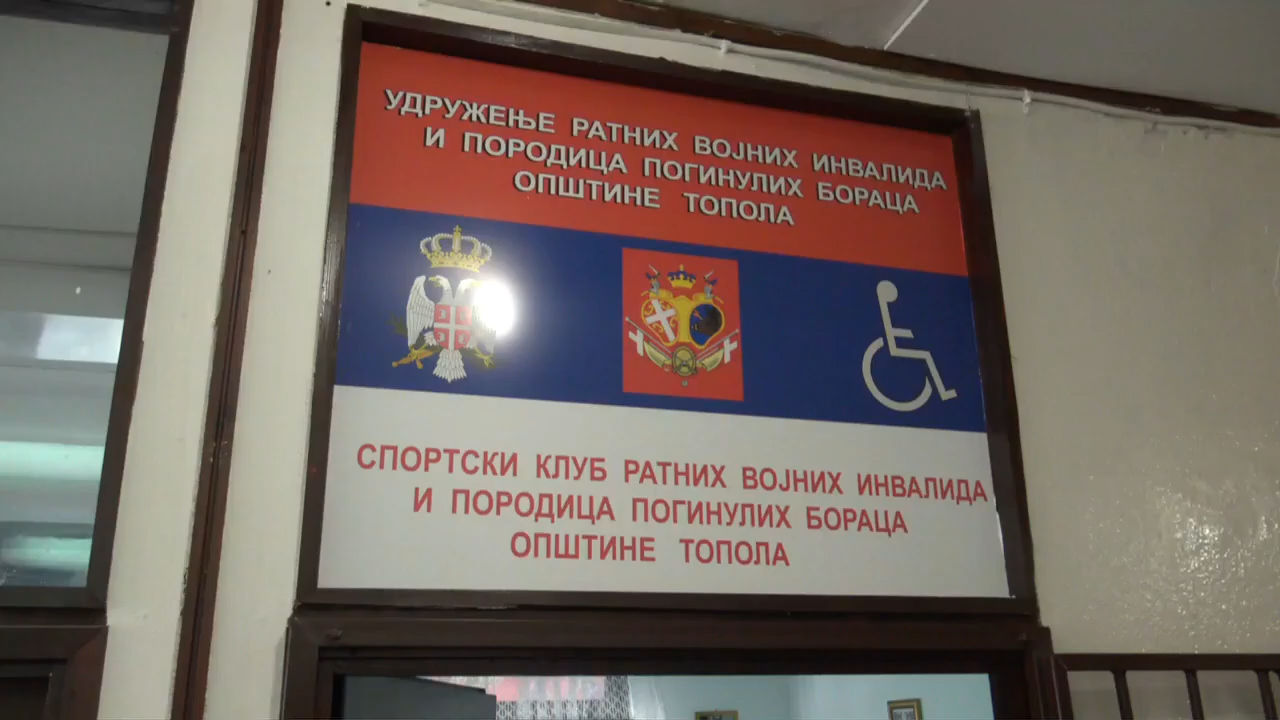 УДРУЖЕЊЕ РАТНИХ ВОЈНИХ ИНВАЛИДА
И ПОРОДИЦА ПОГИНУЛИХ БОРАЦА
ОПШТИНЕ ТОПОЛА
СПОРТСКИ КЛУБ РАТНИХ ВОЈНИХ ИНВАЛИДА
И ПОРОДИЦА ПОГИНУЛИХ БОРАЦА
ОПШТИНЕ ТОПОЛА